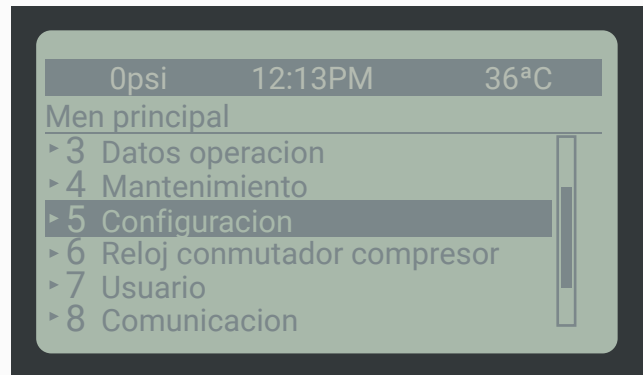 0psi 12:13PM 36ªC
Men principal
▸3 Datos operacion
▸4 Mantenimiento
▸5 Configuracion
▸6 Reloj conmutador compresor
▸7 Usuario
▸8 Comunicacion